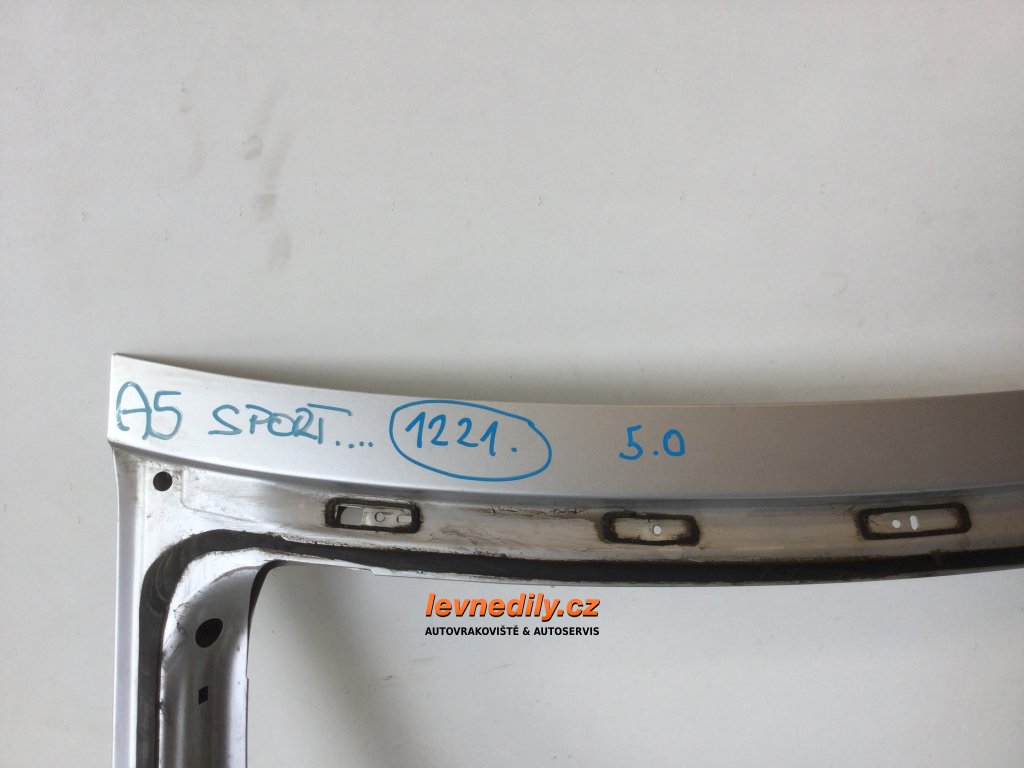 A5 SPORT.... 1221. 5.0
levnedily.cz
AUTOVRAKOVIŠTĚ & AUTOSERVIS